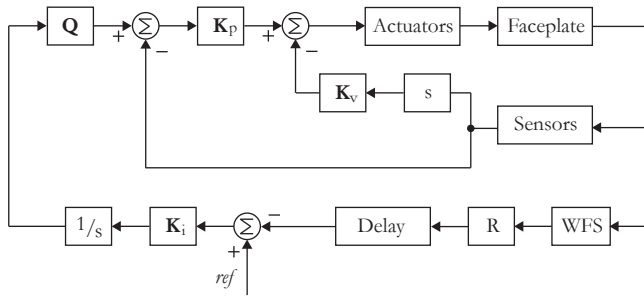 Q + Σ − K_p + Σ − Actuators Faceplate
K_v s
Sensors
1/s K_i Σ − + Delay R WFS
ref